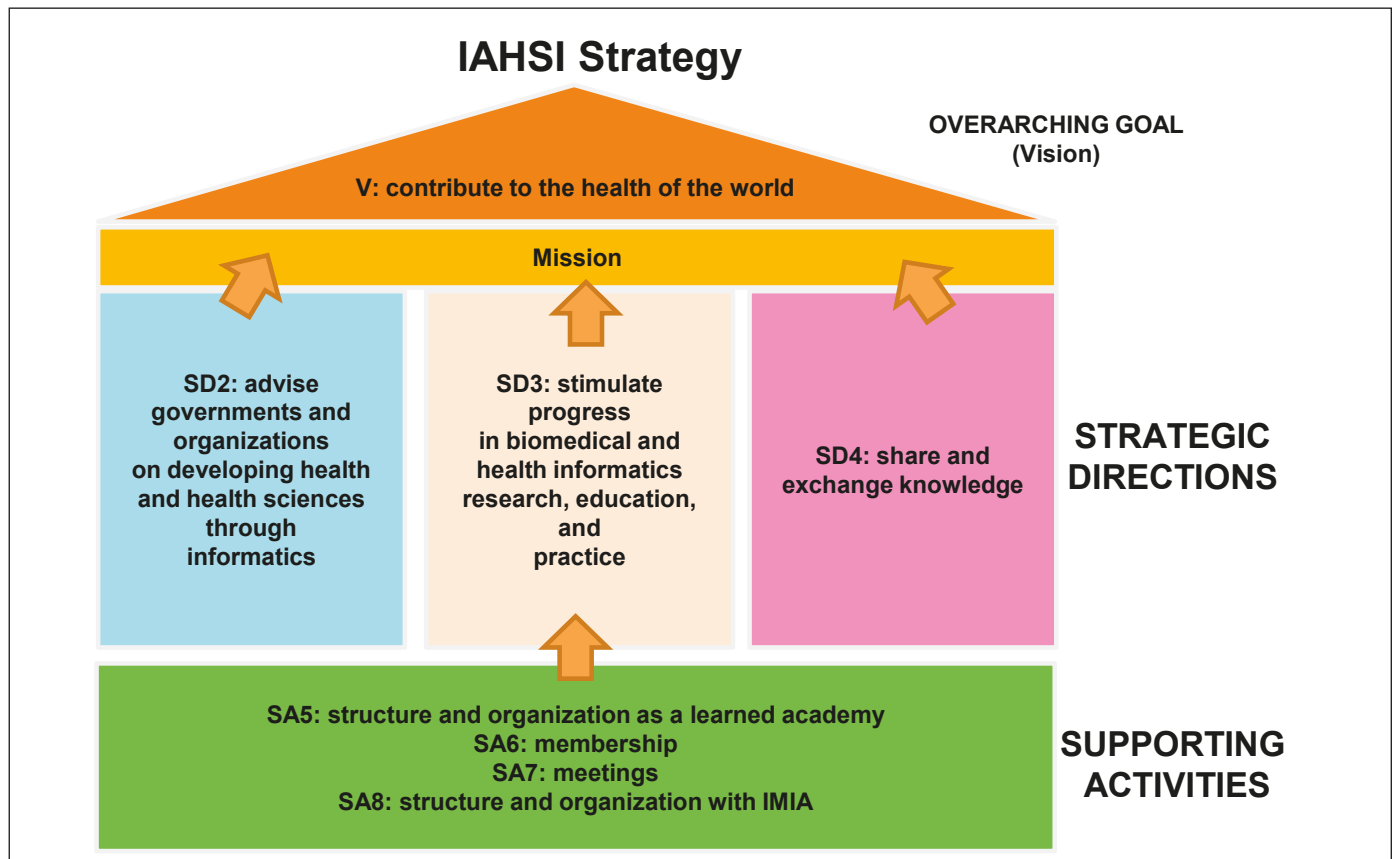 IAHSI Strategy
OVERARCHING GOAL
(Vision)
V: contribute to the health of the world
Mission
SD2: advise
governments and
organizations
on developing health
and health sciences
through
informatics
SD3: stimulate
progress
in biomedical and
health informatics
research, education,
and
practice
SD4: share and
exchange knowledge
STRATEGIC
DIRECTIONS
SA5: structure and organization as a learned academy
SA6: membership
SA7: meetings
SA8: structure and organization with IMIA
SUPPORTING
ACTIVITIES